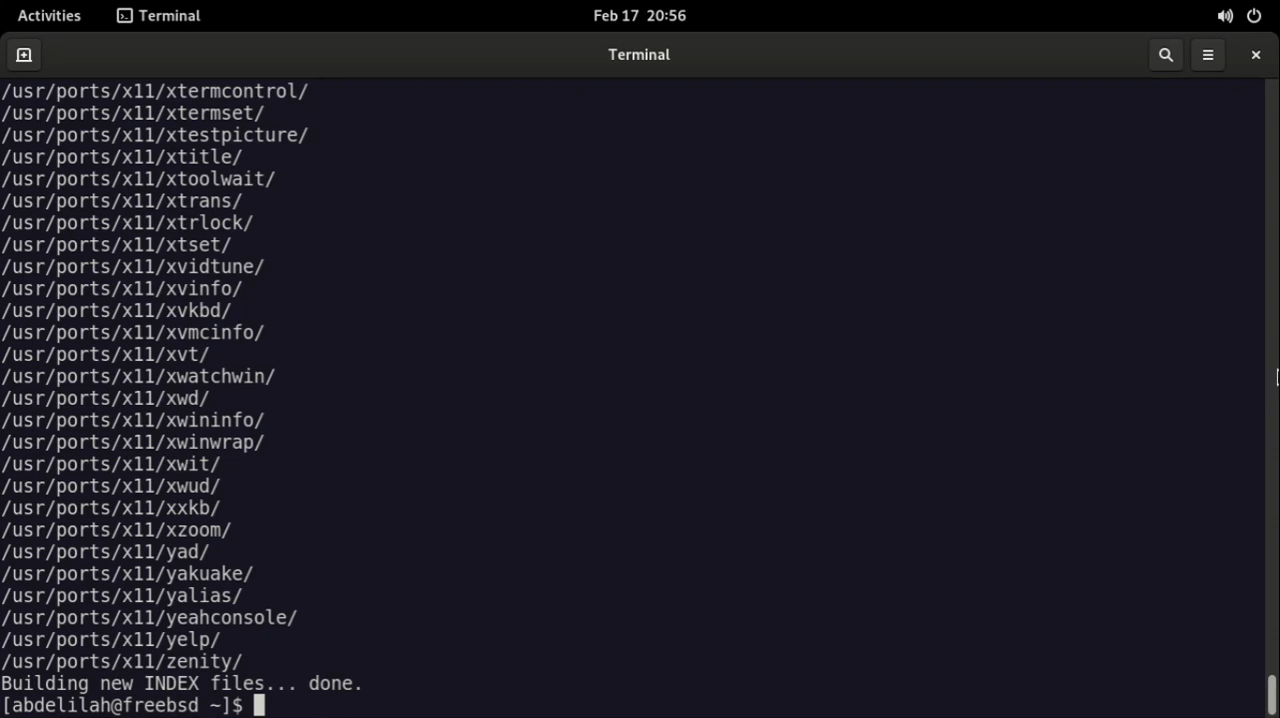 Activities
Terminal
Feb 17 20:56
Terminal
/usr/ports/x11/xtermcontrol/
/usr/ports/x11/xtermset/
/usr/ports/x11/xtestpicture/
/usr/ports/x11/xtitle/
/usr/ports/x11/xtoolwait/
/usr/ports/x11/xtrans/
/usr/ports/x11/xtrlock/
/usr/ports/x11/xtset/
/usr/ports/x11/xvidtune/
/usr/ports/x11/xvinfo/
/usr/ports/x11/xvkbd/
/usr/ports/x11/xvmcinfo/
/usr/ports/x11/xvt/
/usr/ports/x11/xwatchwin/
/usr/ports/x11/xwd/
/usr/ports/x11/xwininfo/
/usr/ports/x11/xwinwrap/
/usr/ports/x11/xwit/
/usr/ports/x11/xwud/
/usr/ports/x11/xxkb/
/usr/ports/x11/xzoom/
/usr/ports/x11/yad/
/usr/ports/x11/yakuake/
/usr/ports/x11/yalias/
/usr/ports/x11/yeahconsole/
/usr/ports/x11/yelp/
/usr/ports/x11/zenity/
Building new INDEX files... done.
[abdelilah@freebsd ~]$